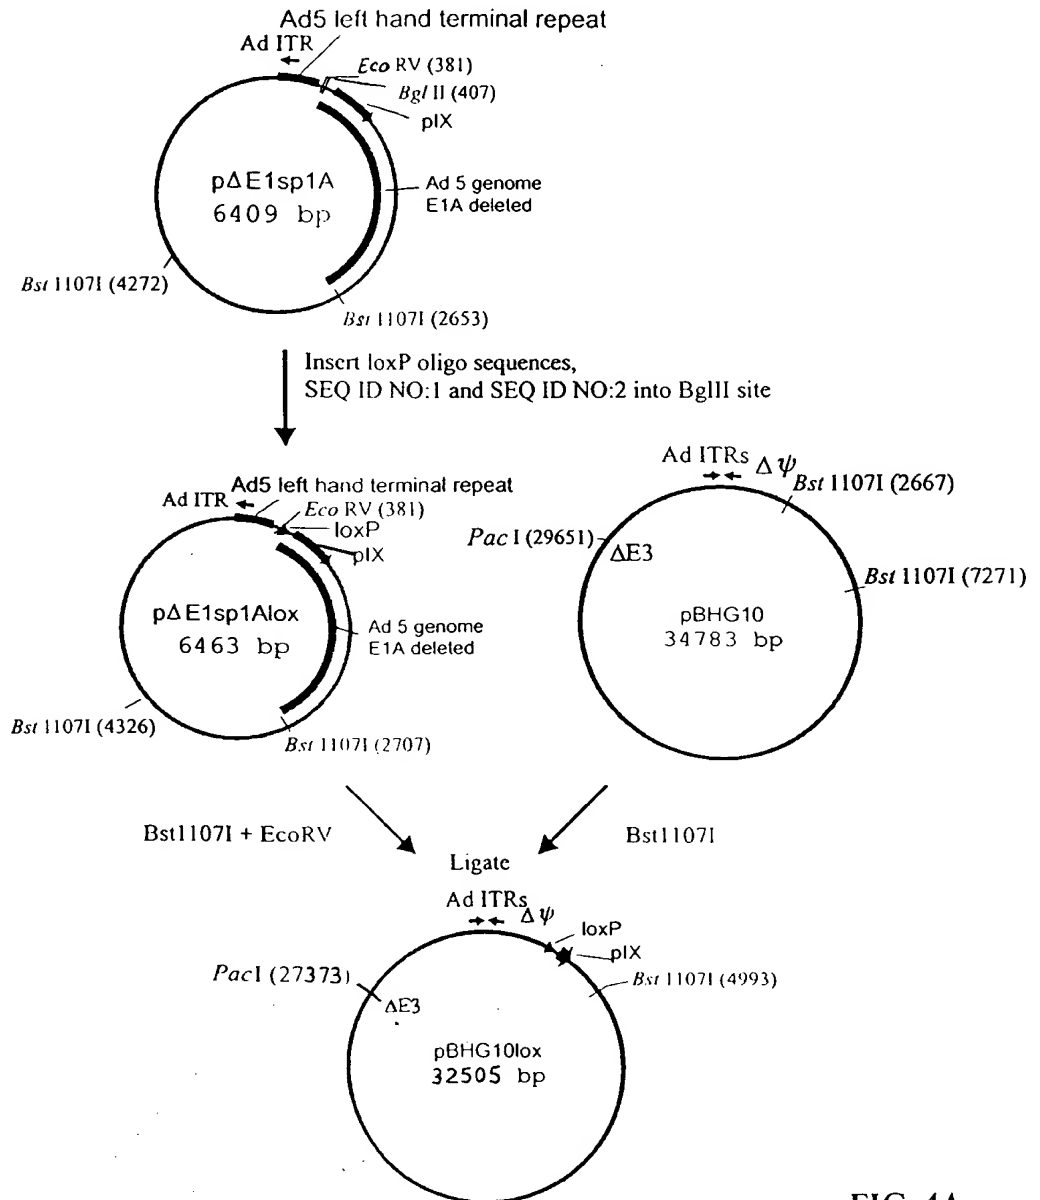 Ad5 left hand terminal repeat
Ad ITR
Eco RV (381)
Bgl II (407)
pIX
pΔE1sp1A
6409 bp
Ad 5 genome
E1A deleted
Bst 1107I (4272)
Bst 1107I (2653)
Insert loxP oligo sequences,
SEQ ID NO:1 and SEQ ID NO:2 into BglII site
Ad5 left hand terminal repeat
Ad ITR
Eco RV (381)
loxP
pIX
pΔE1sp1Alox
6463 bp
Ad 5 genome
E1A deleted
Bst 1107I (4326)
Bst 1107I (2707)
Ad ITRs Δψ
Bst 1107I (2667)
Pac I (29651)
ΔE3
Bst 1107I (7271)
pBHG10
34783 bp
Bst1107I + EcoRV
Bst1107I
Ligate
Ad ITRs Δψ
loxP
pIX
PacI (27373)
Bst 1107I (4993)
ΔE3
pBHG10lox
32505 bp